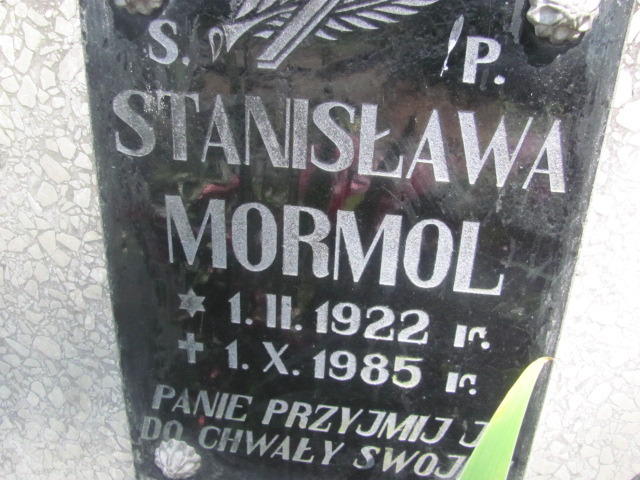 Ś. P.
STANISŁAWA
MORMOL
* 1. II. 1922 r.
+ 1. X. 1985 r.
PANIE PRZYJMIJ
DO CHWAŁY